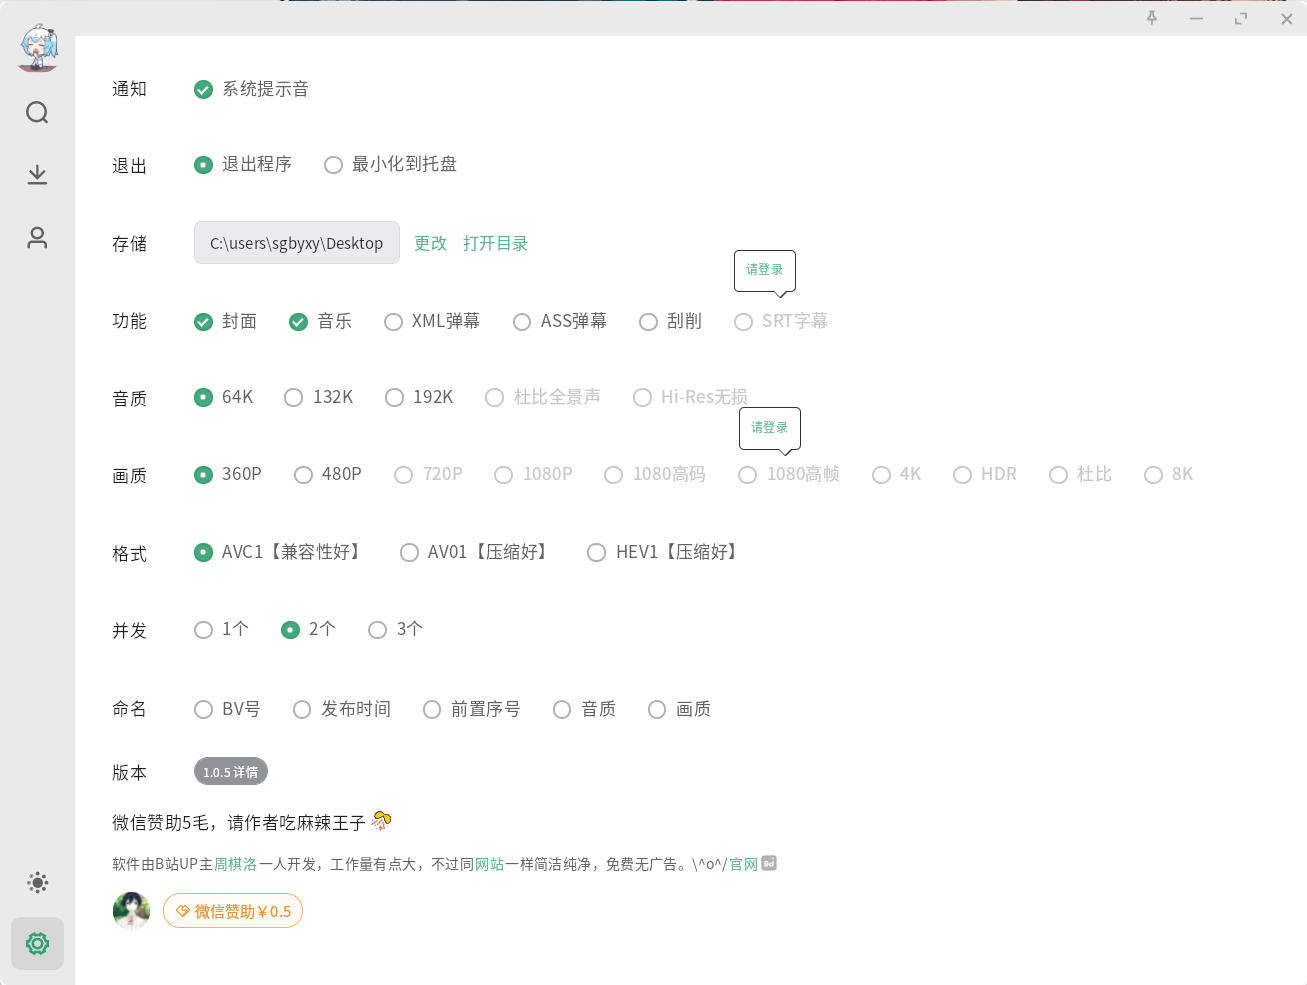 通知 系统提示音
退出 退出程序 最小化到托盘
存储 C:\users\sgbyxy\Desktop 更改 打开目录
请登录
功能 封面 音乐 XML弹幕 ASS弹幕 刮削 SRT字幕
音质 64K 132K 192K 杜比全景声 Hi-Res无损
请登录
画质 360P 480P 720P 1080P 1080高码 1080高帧 4K HDR 杜比 8K
格式 AVC1【兼容性好】 AV01【压缩好】 HEV1【压缩好】
并发 1个 2个 3个
命名 BV号 发布时间 前置序号 音质 画质
版本 1.0.5 详情
微信赞助5毛，请作者吃麻辣王子
软件由B站UP主周棋洛一人开发，工作量有点大，不过同网站一样简洁纯净，免费无广告。\^o^/官网 Bd
微信赞助￥0.5